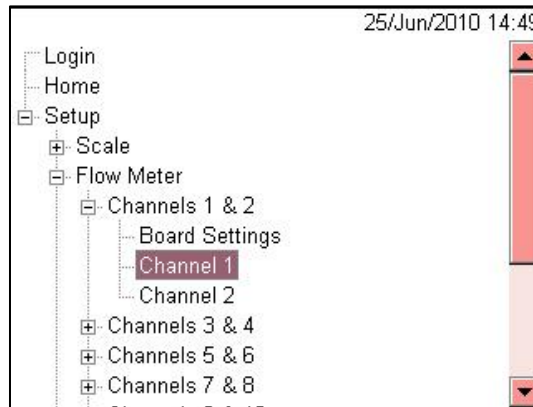 25/Jun/2010 14:49
Login
Home
Setup
Scale
Flow Meter
Channels 1 & 2
Board Settings
Channel 1
Channel 2
Channels 3 & 4
Channels 5 & 6
Channels 7 & 8